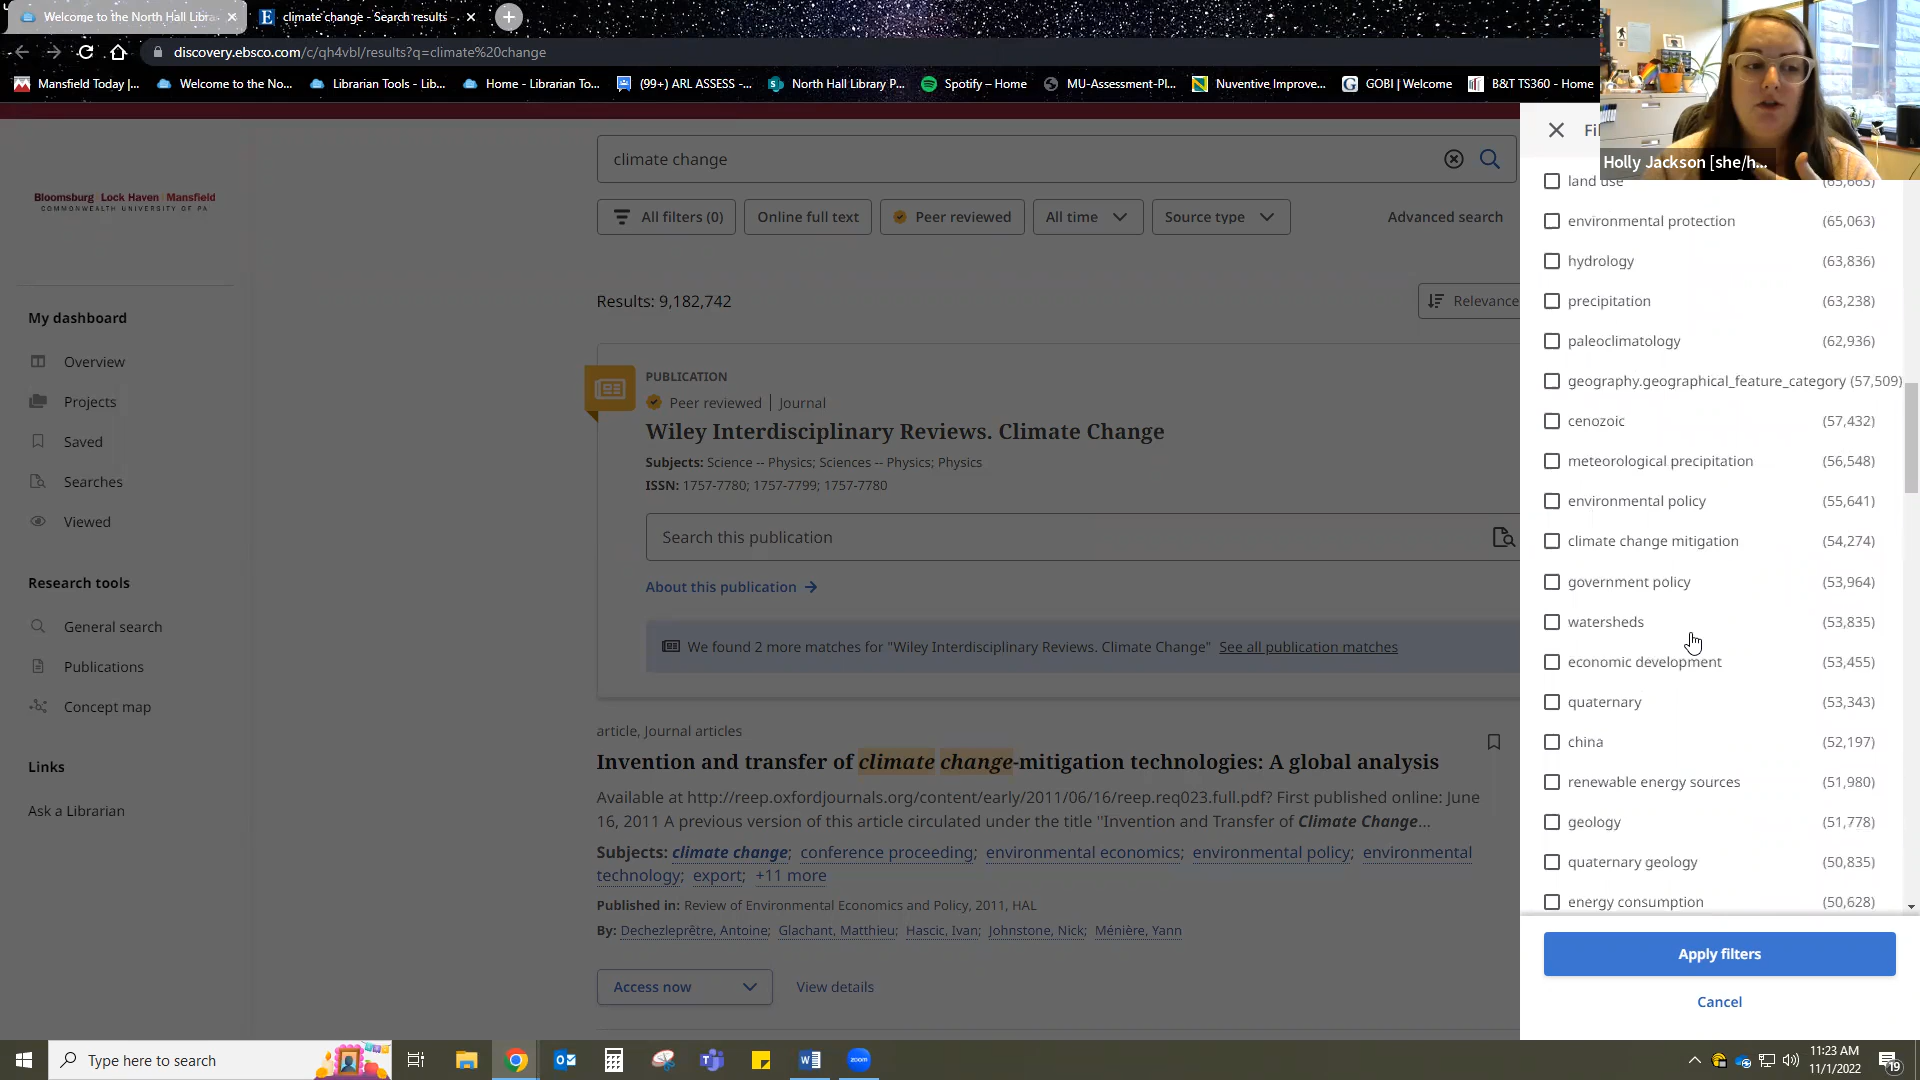 Welcome to the North Hall Libra
climate change - Search results
discovery.ebsco.com/c/qh4vbl/results?q=climate%20change
Mansfield Today |...
Welcome to the No...
Librarian Tools - Lib...
Home - Librarian To...
(99+) ARL ASSESS -...
North Hall Library P...
Spotify – Home
MU-Assessment-Pl...
Nuventive Improve...
GOBI | Welcome
B&T TS360 - Home
Holly Jackson [she/h...
Bloomsburg | Lock Haven | Mansfield
COMMONWEALTH UNIVERSITY OF PA
My dashboard
Overview
Projects
Saved
Searches
Viewed
Research tools
General search
Publications
Concept map
Links
Ask a Librarian
climate change
All filters (0)
Online full text
Peer reviewed
All time
Source type
Advanced search
Results: 9,182,742
Relevance
PUBLICATION
Peer reviewed | Journal
Wiley Interdisciplinary Reviews. Climate Change
Subjects: Science -- Physics; Sciences -- Physics; Physics
ISSN: 1757-7780; 1757-7799; 1757-7780
Search this publication
About this publication
We found 2 more matches for "Wiley Interdisciplinary Reviews. Climate Change" See all publication matches
article, Journal articles
Invention and transfer of climate change-mitigation technologies: A global analysis
Available at http://reep.oxfordjournals.org/content/early/2011/06/16/reep.req023.full.pdf? First published online: June
16, 2011 A previous version of this article circulated under the title "Invention and Transfer of Climate Change...
Subjects: climate change; conference proceeding; environmental economics; environmental policy; environmental
technology; export; +11 more
Published in: Review of Environmental Economics and Policy, 2011, HAL
By: Dechezleprêtre, Antoine; Glachant, Matthieu; Hascic, Ivan; Johnstone, Nick; Ménière, Yann
Access now
View details
Fil
land use (65,663)
environmental protection (65,063)
hydrology (63,836)
precipitation (63,238)
paleoclimatology (62,936)
geography.geographical_feature_category (57,509)
cenozoic (57,432)
meteorological precipitation (56,548)
environmental policy (55,641)
climate change mitigation (54,274)
government policy (53,964)
watersheds (53,835)
economic development (53,455)
quaternary (53,343)
china (52,197)
renewable energy sources (51,980)
geology (51,778)
quaternary geology (50,835)
energy consumption (50,628)
Apply filters
Cancel
Type here to search
11:23 AM
11/1/2022
19